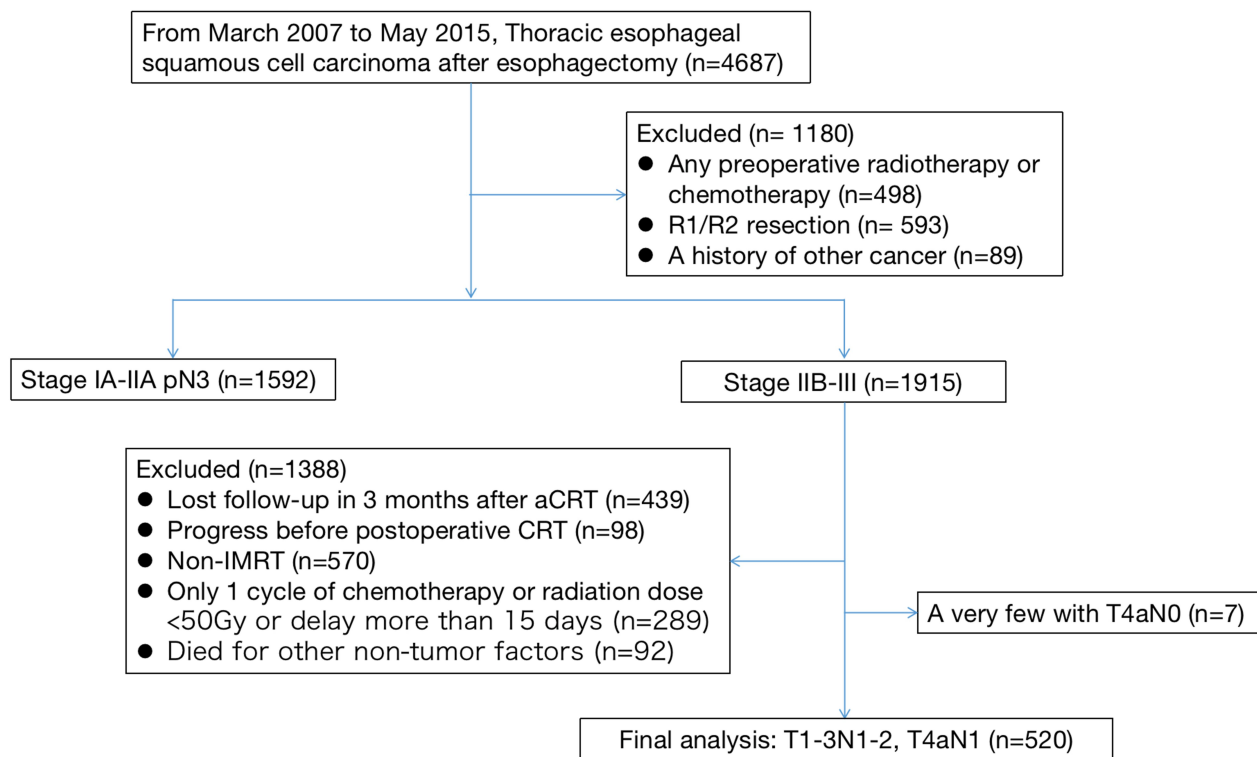 From March 2007 to May 2015, Thoracic esophageal
squamous cell carcinoma after esophagectomy (n=4687)
Excluded (n= 1180)
● Any preoperative radiotherapy or
chemotherapy (n=498)
● R1/R2 resection (n= 593)
● A history of other cancer (n=89)
Stage IA-IIA pN3 (n=1592)
Stage IIB-III (n=1915)
Excluded (n=1388)
● Lost follow-up in 3 months after aCRT (n=439)
● Progress before postoperative CRT (n=98)
● Non-IMRT (n=570)
● Only 1 cycle of chemotherapy or radiation dose
<50Gy or delay more than 15 days (n=289)
● Died for other non-tumor factors (n=92)
A very few with T4aN0 (n=7)
Final analysis: T1-3N1-2, T4aN1 (n=520)